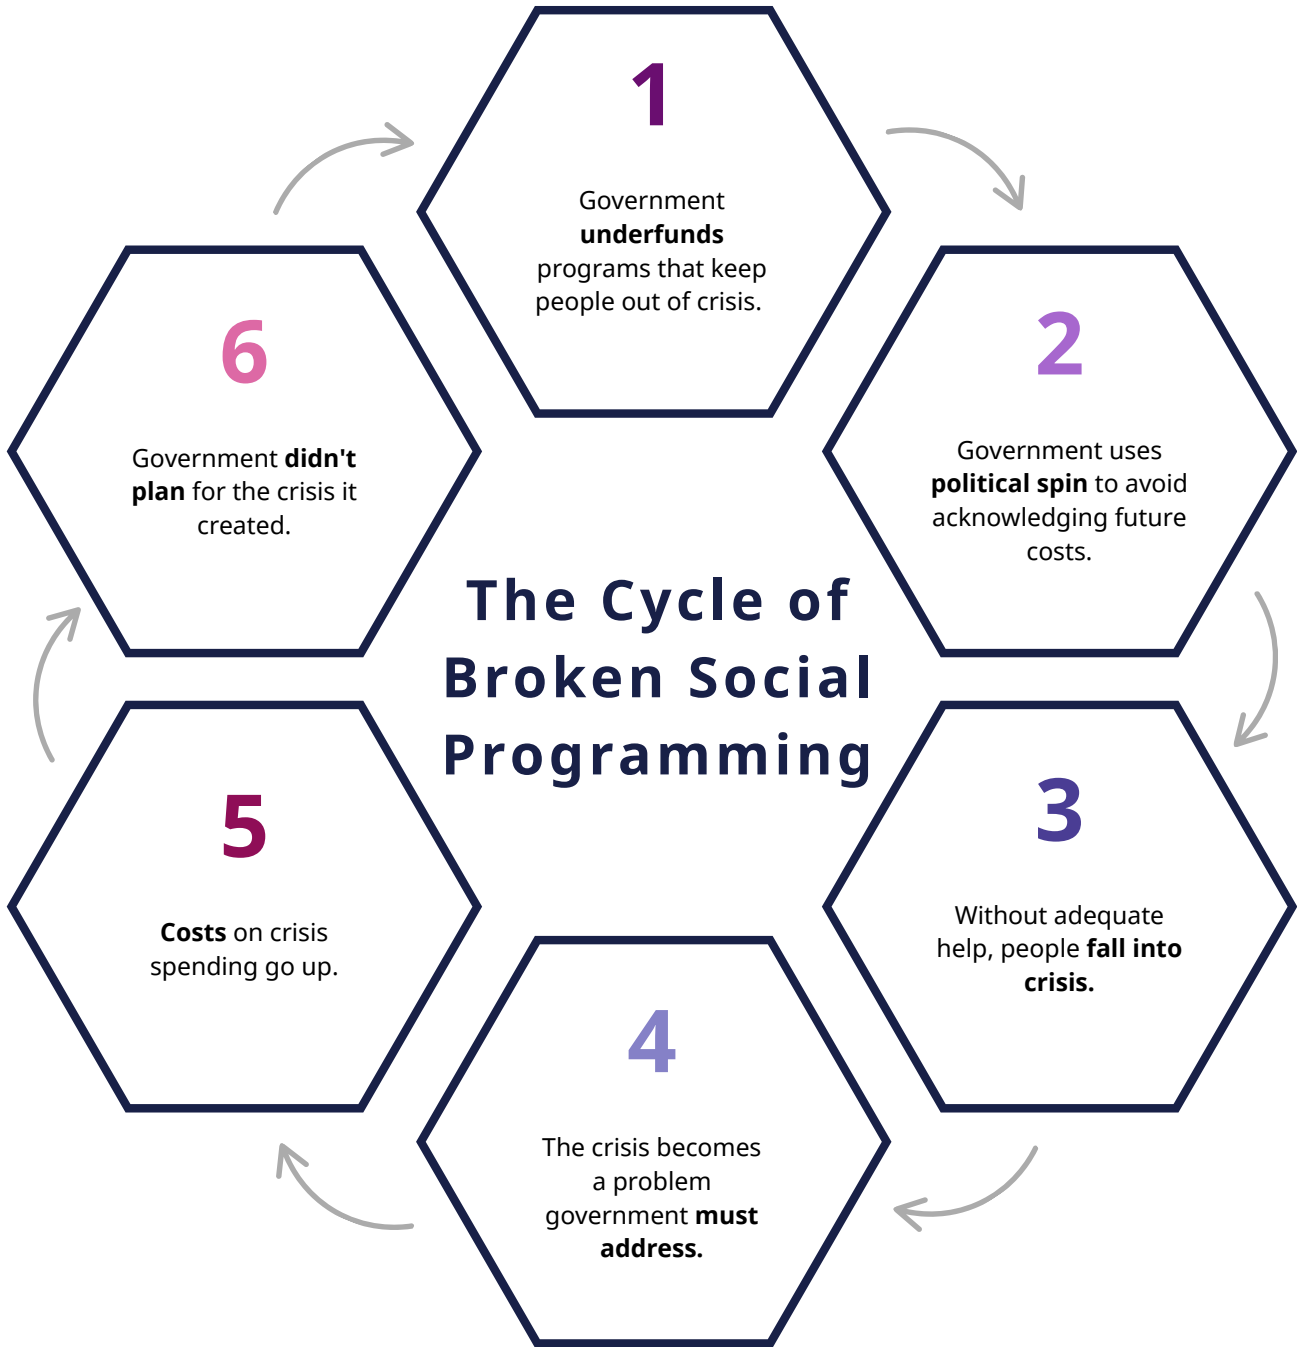 1
Government
underfunds
programs that keep
people out of crisis.
2
Government uses
political spin to avoid
acknowledging future
costs.
3
Without adequate
help, people fall into
crisis.
4
The crisis becomes
a problem
government must
address.
5
Costs on crisis
spending go up.
6
Government didn't
plan for the crisis it
created.
The Cycle of
Broken Social
Programming